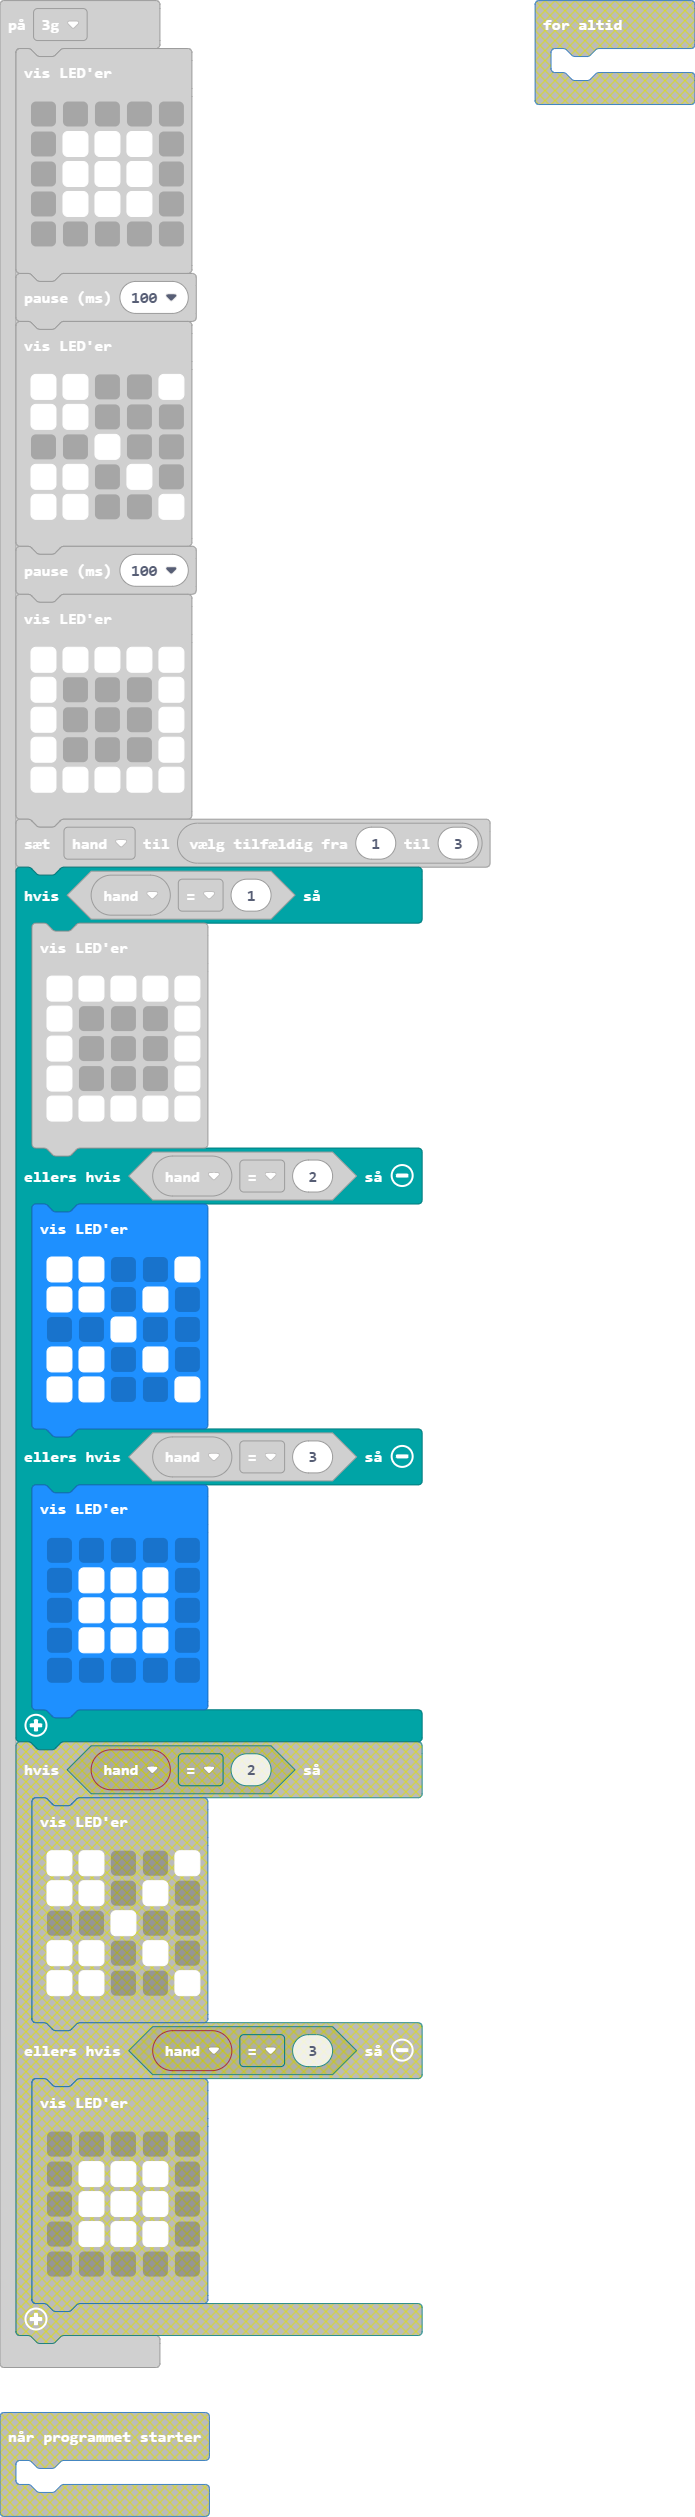 på 3g
for altid
vis LED'er
pause (ms) 100
vis LED'er
pause (ms) 100
vis LED'er
sæt hand til vælg tilfældig fra 1 til 3
hvis hand = 1 så
vis LED'er
ellers hvis hand = 2 så
vis LED'er
ellers hvis hand = 3 så
vis LED'er
hvis hand = 2 så
vis LED'er
ellers hvis hand = 3 så
vis LED'er
når programmet starter